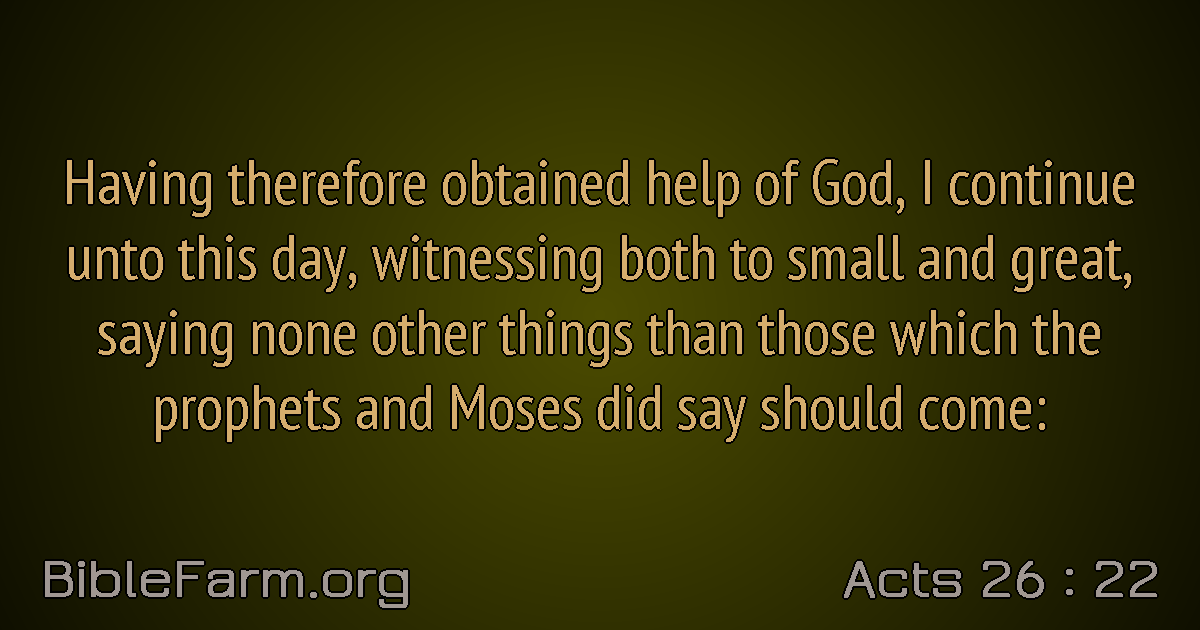 Having therefore obtained help of God, I continue
unto this day, witnessing both to small and great,
saying none other things than those which the
prophets and Moses did say should come:
BibleFarm.org
Acts 26 : 22